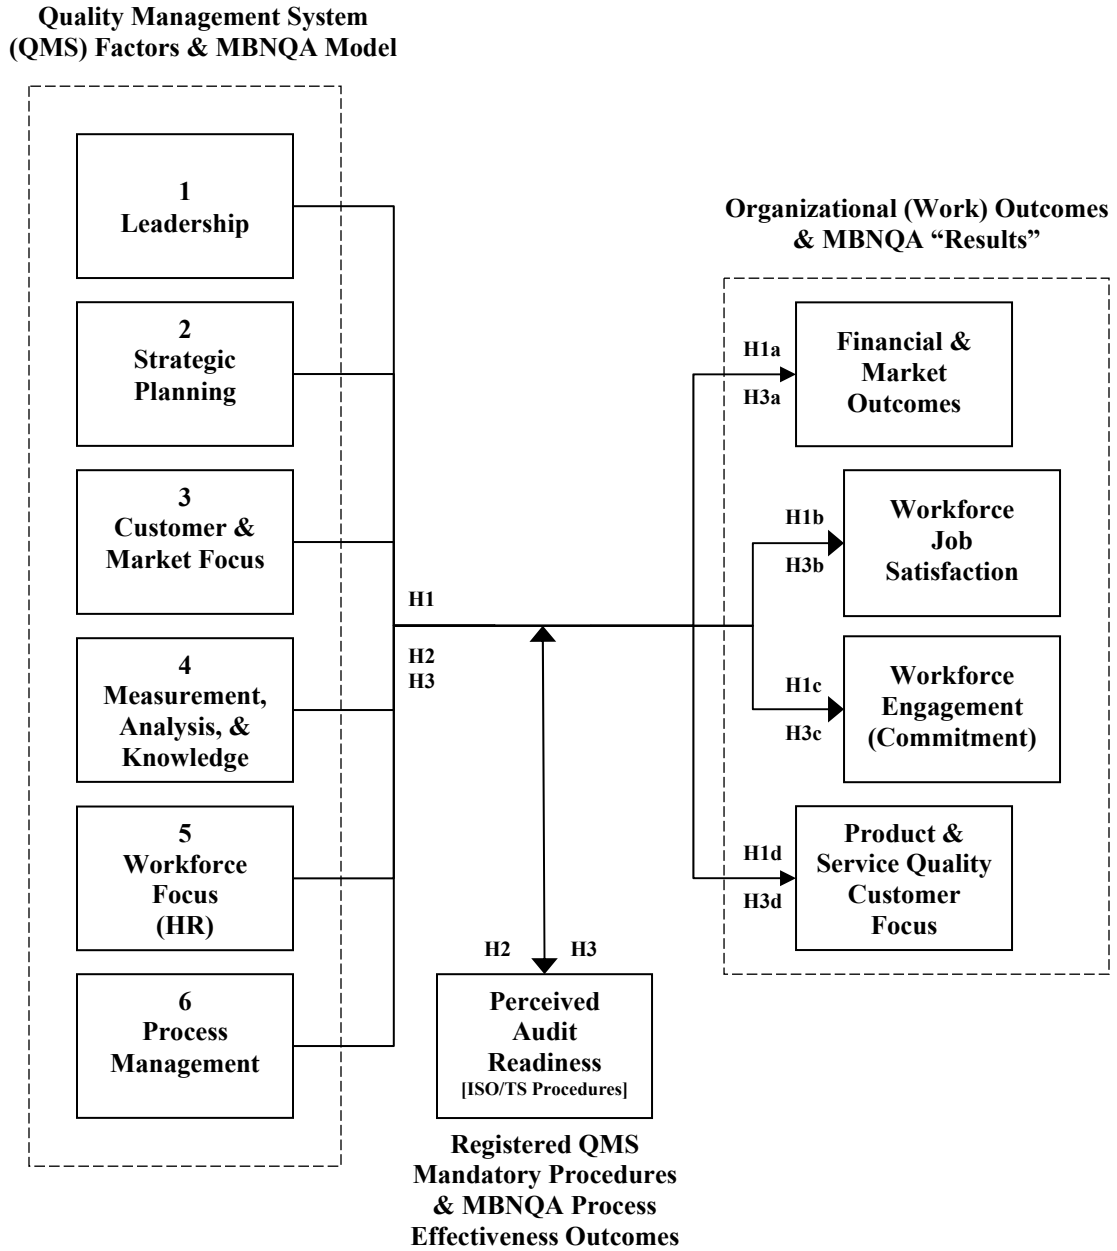 Quality Management System
(QMS) Factors & MBNQA Model
1
Leadership
2
Strategic
Planning
3
Customer &
Market Focus
4
Measurement,
Analysis, &
Knowledge
5
Workforce
Focus
(HR)
6
Process
Management
H1
H2
H3
H2
H3
Perceived
Audit
Readiness
[ISO/TS Procedures]
Registered QMS
Mandatory Procedures
& MBNQA Process
Effectiveness Outcomes
Organizational (Work) Outcomes
& MBNQA “Results”
H1a
H3a
Financial &
Market
Outcomes
H1b
H3b
Workforce
Job
Satisfaction
H1c
H3c
Workforce
Engagement
(Commitment)
H1d
H3d
Product &
Service Quality
Customer
Focus